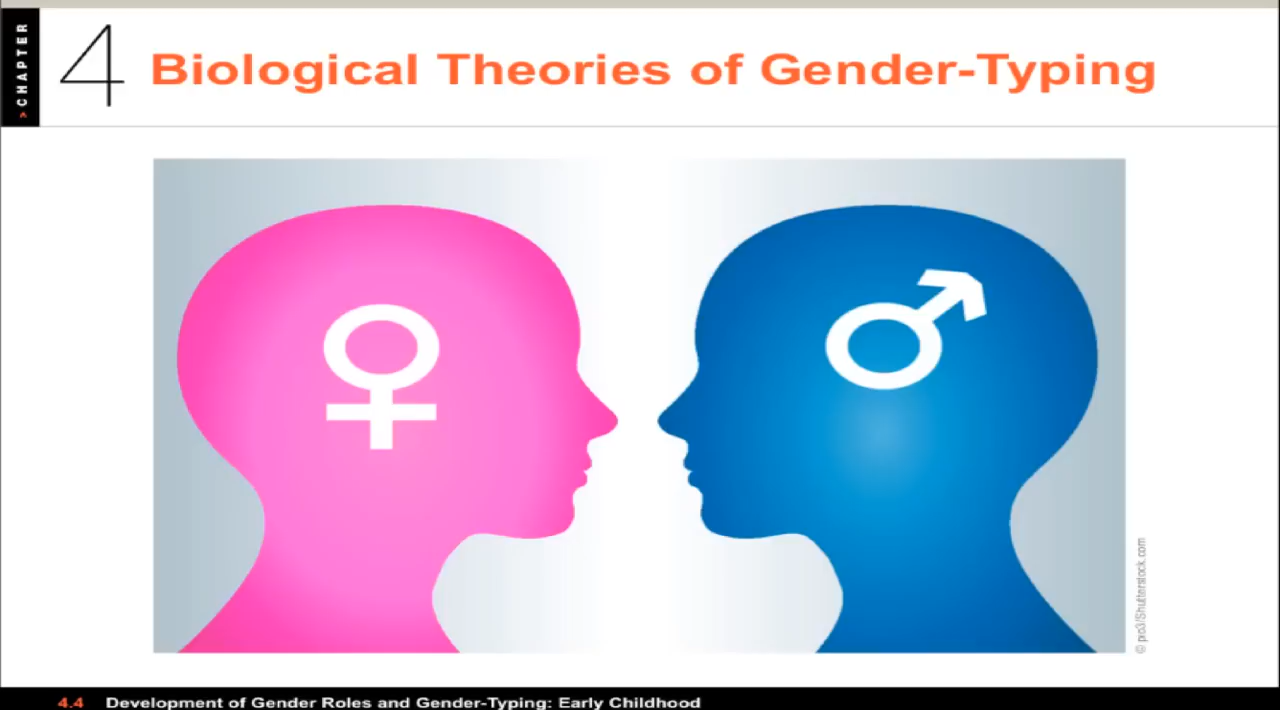 > CHAPTER
4
Biological Theories of Gender-Typing
© pio3/Shutterstock.com
4.4 Development of Gender Roles and Gender-Typing: Early Childhood